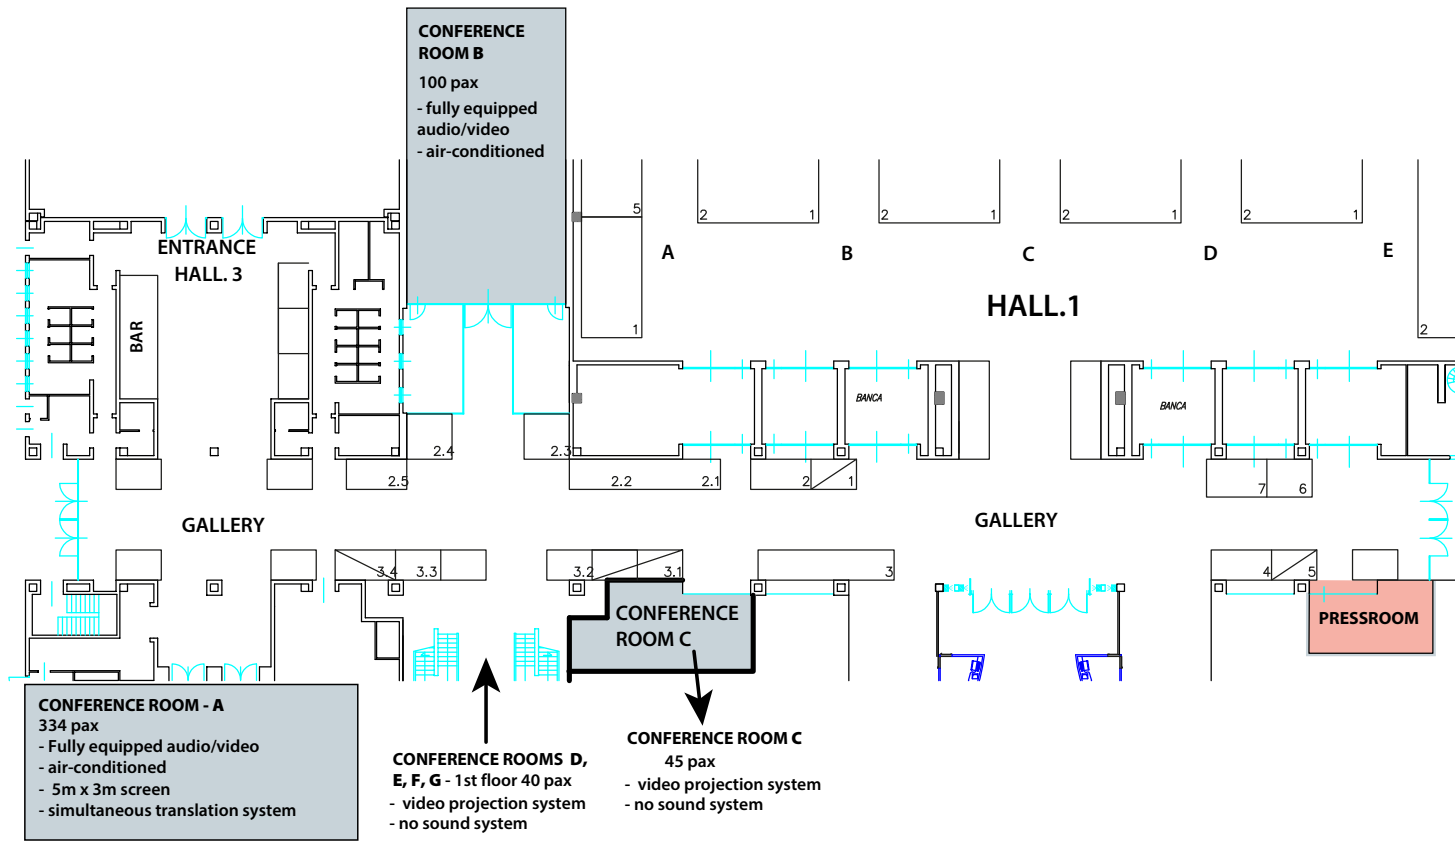 CONFERENCE
ROOM B
100 pax
- fully equipped
audio/video
- air-conditioned
5
2
1
2
1
2
1
2
1
ENTRANCE
HALL. 3
A
B
C
D
E
HALL.1
BAR
1
2
BANCA
BANCA
2.4
2.3
2.5
2.2
2.1
2
1
7
6
GALLERY
GALLERY
3.4
3.3
3.2
3.1
3
4
5
CONFERENCE
ROOM C
PRESSROOM
CONFERENCE ROOM - A
334 pax
- Fully equipped audio/video
- air-conditioned
- 5m x 3m screen
- simultaneous translation system
CONFERENCE ROOMS D,
E, F, G - 1st floor 40 pax
- video projection system
- no sound system
CONFERENCE ROOM C
45 pax
- video projection system
- no sound system